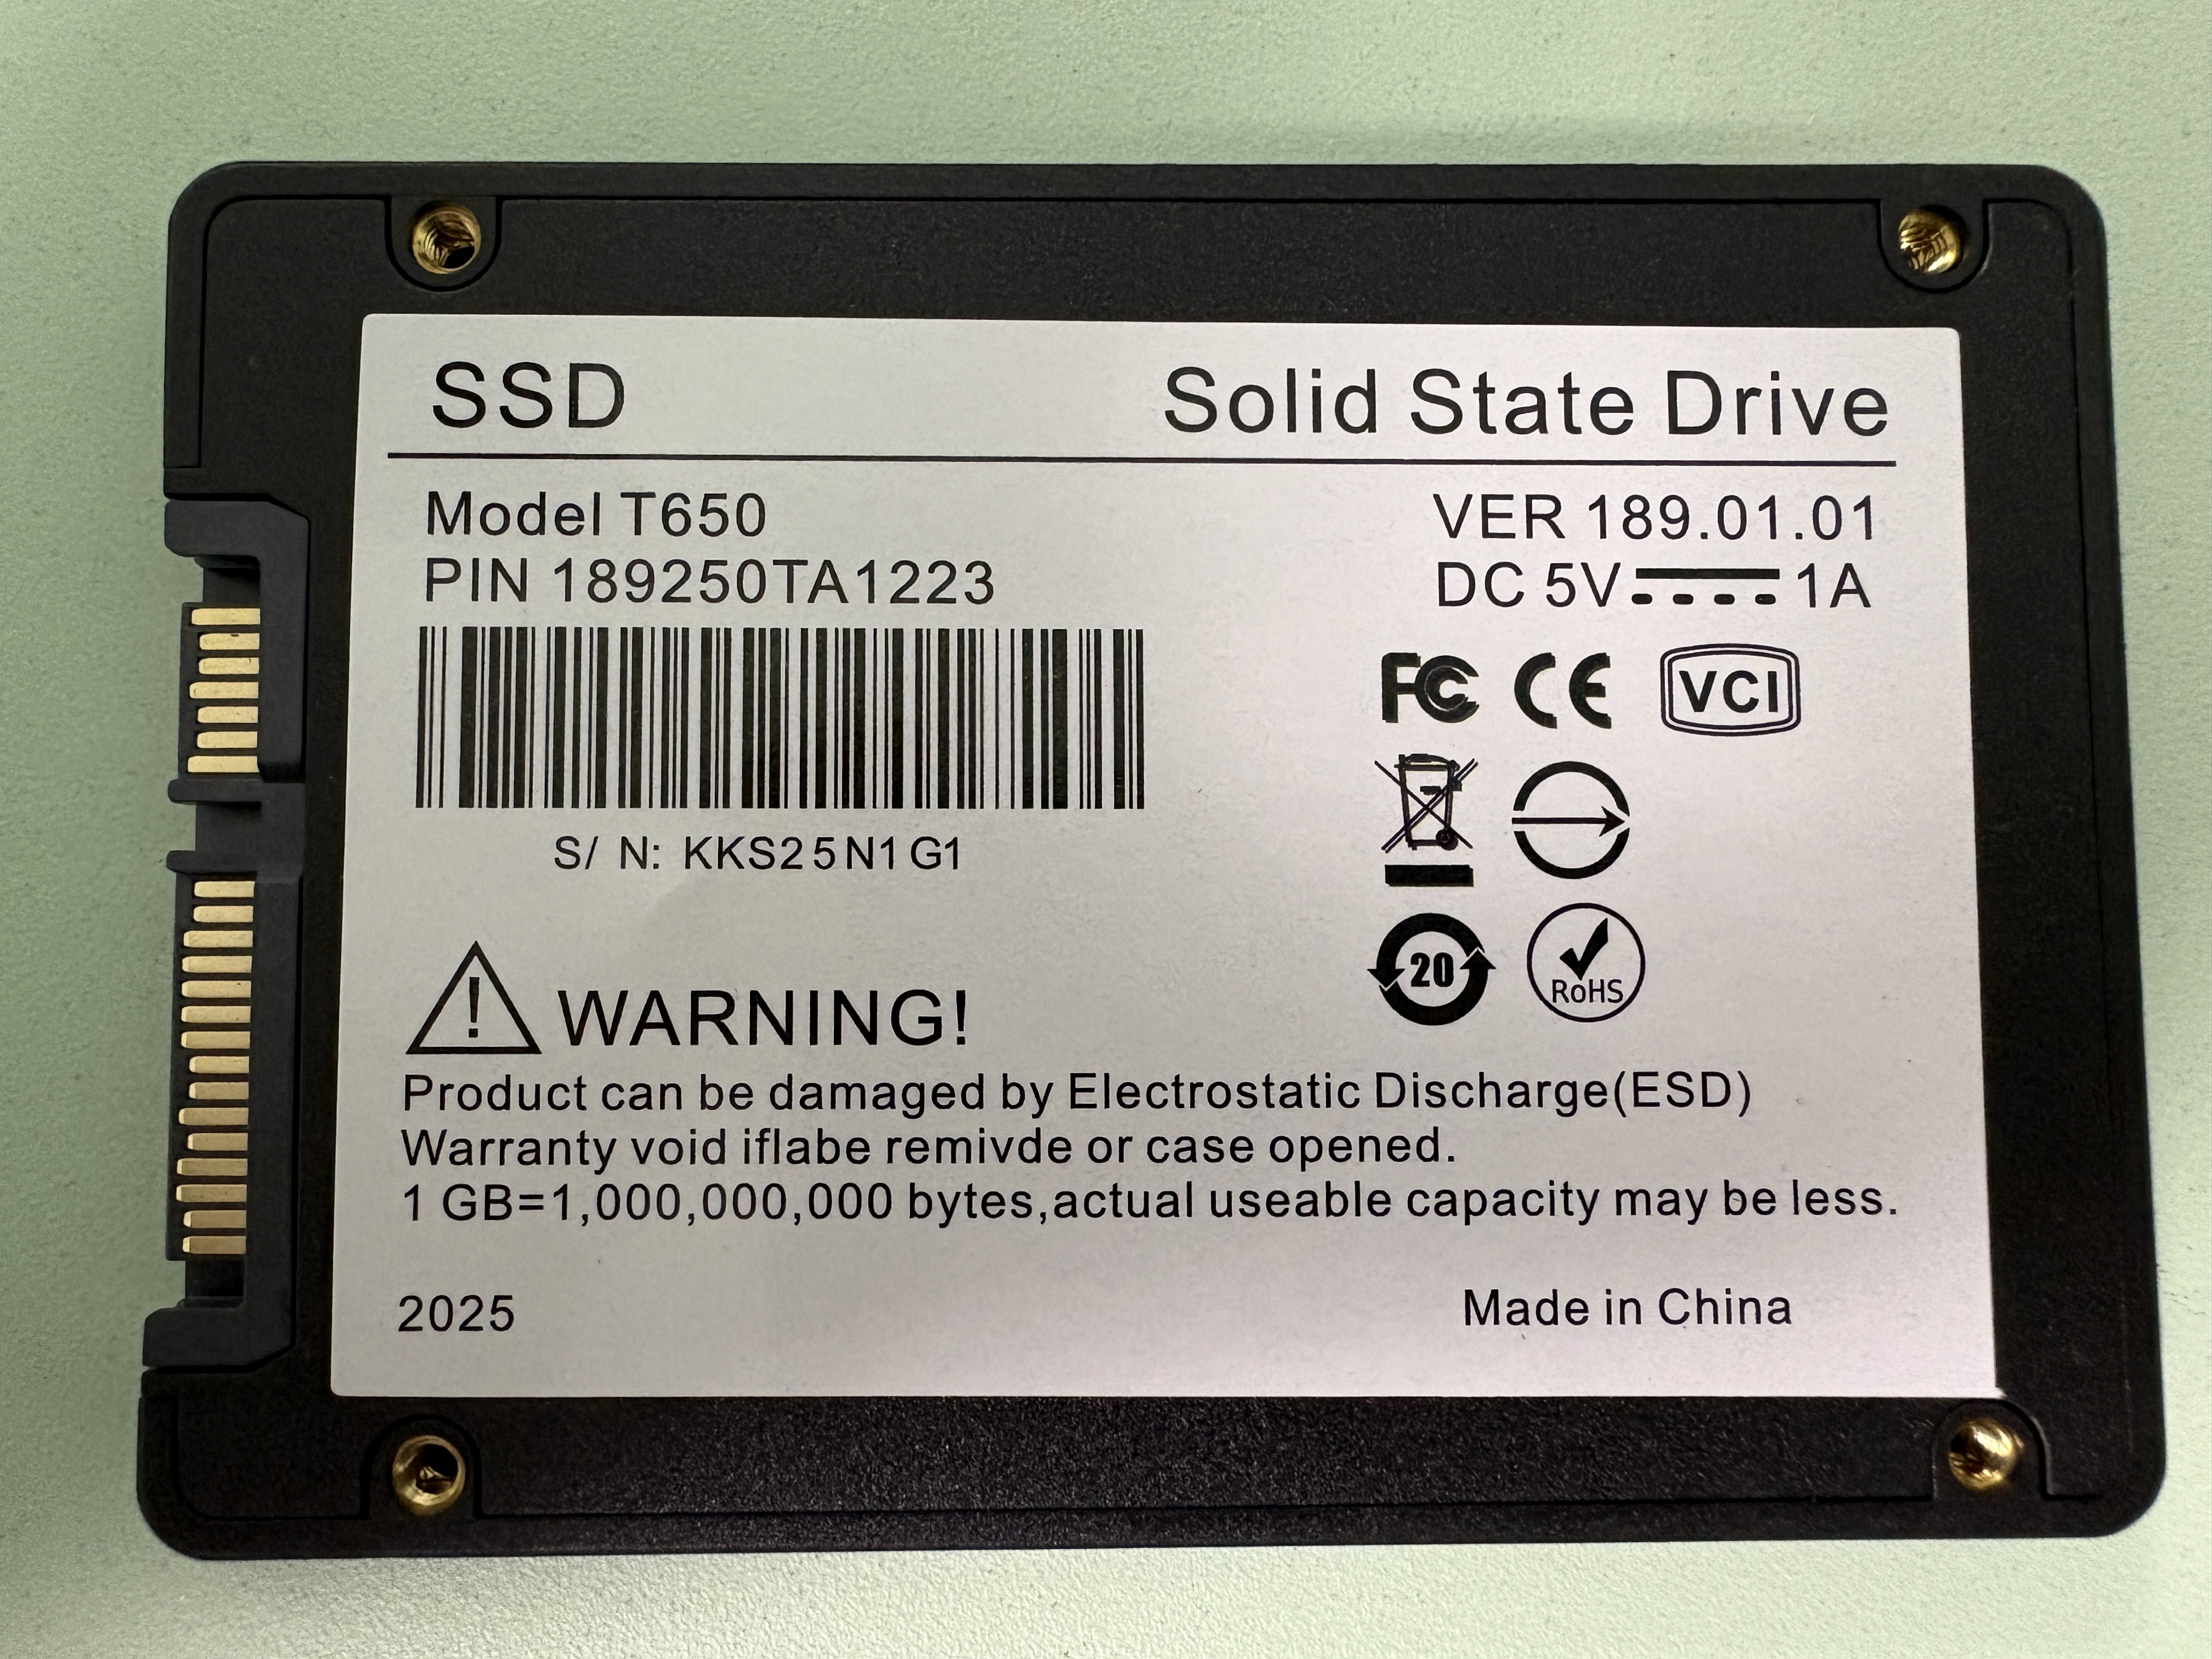 SSD Solid State Drive
Model T650 VER 189.01.01
PIN 189250TA1223 DC 5V 1A
FC CE VCI
S/ N: KKS25N1G1
20 RoHS
! WARNING!
Product can be damaged by Electrostatic Discharge(ESD)
Warranty void iflabe remivde or case opened.
1 GB=1,000,000,000 bytes,actual useable capacity may be less.
2025 Made in China